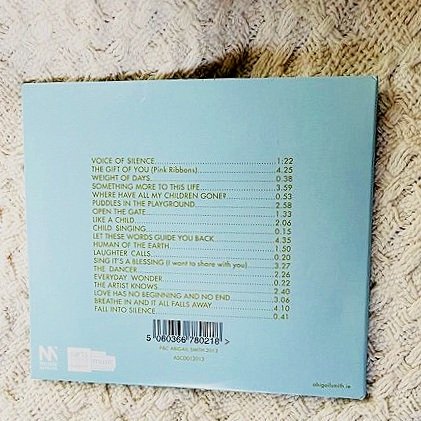 VOICE OF SILENCE 1:22
THE GIFT OF YOU (Pink Ribbons) 4.25
WEIGHT OF DAYS 0.38
SOMETHING MORE TO THIS LIFE 3.59
WHERE HAVE ALL MY CHILDREN GONE? 0.53
PUDDLES IN THE PLAYGROUND 2.58
OPEN THE GATE 1.33
LIKE A CHILD 2.06
CHILD SINGING 0.15
LET THESE WORDS GUIDE YOU BACK 4.35
HUMAN OF THE EARTH 1.50
LAUGHTER CALLS 0.20
SING IT'S A BLESSING (I want to share with you) 3.27
THE DANCER 2.26
EVERYDAY WONDER 0.22
THE ARTIST KNOWS 2.40
LOVE HAS NO BEGINNING AND NO END 3.06
BREATHE IN AND IT ALL FALLS AWAY 4.10
FALL INTO SILENCE 0.41
5 060366 780218 >
P&C ABIGAIL SMITH 2013
ASCD012013
abigailsmith.ie